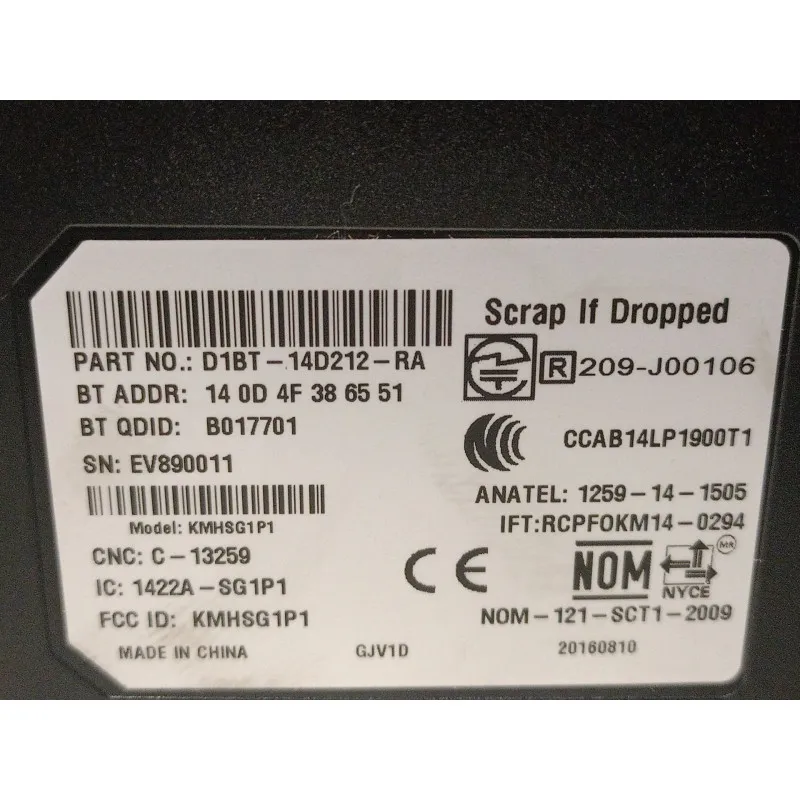 Scrap If Dropped
PART NO.: D1BT-14D212-RA
R 209-J00106
BT ADDR: 14 0D 4F 38 65 51
BT QDID: B017701
CCAB14LP1900T1
SN: EV890011
ANATEL: 1259-14-1505
Model: KMHSG1P1
IFT:RCPFOKM14-0294
CNC: C-13259
CE
NOM
MR
NYCE
IC: 1422A-SG1P1
FCC ID: KMHSG1P1
NOM-121-SCT1-2009
MADE IN CHINA
GJV1D
20160810